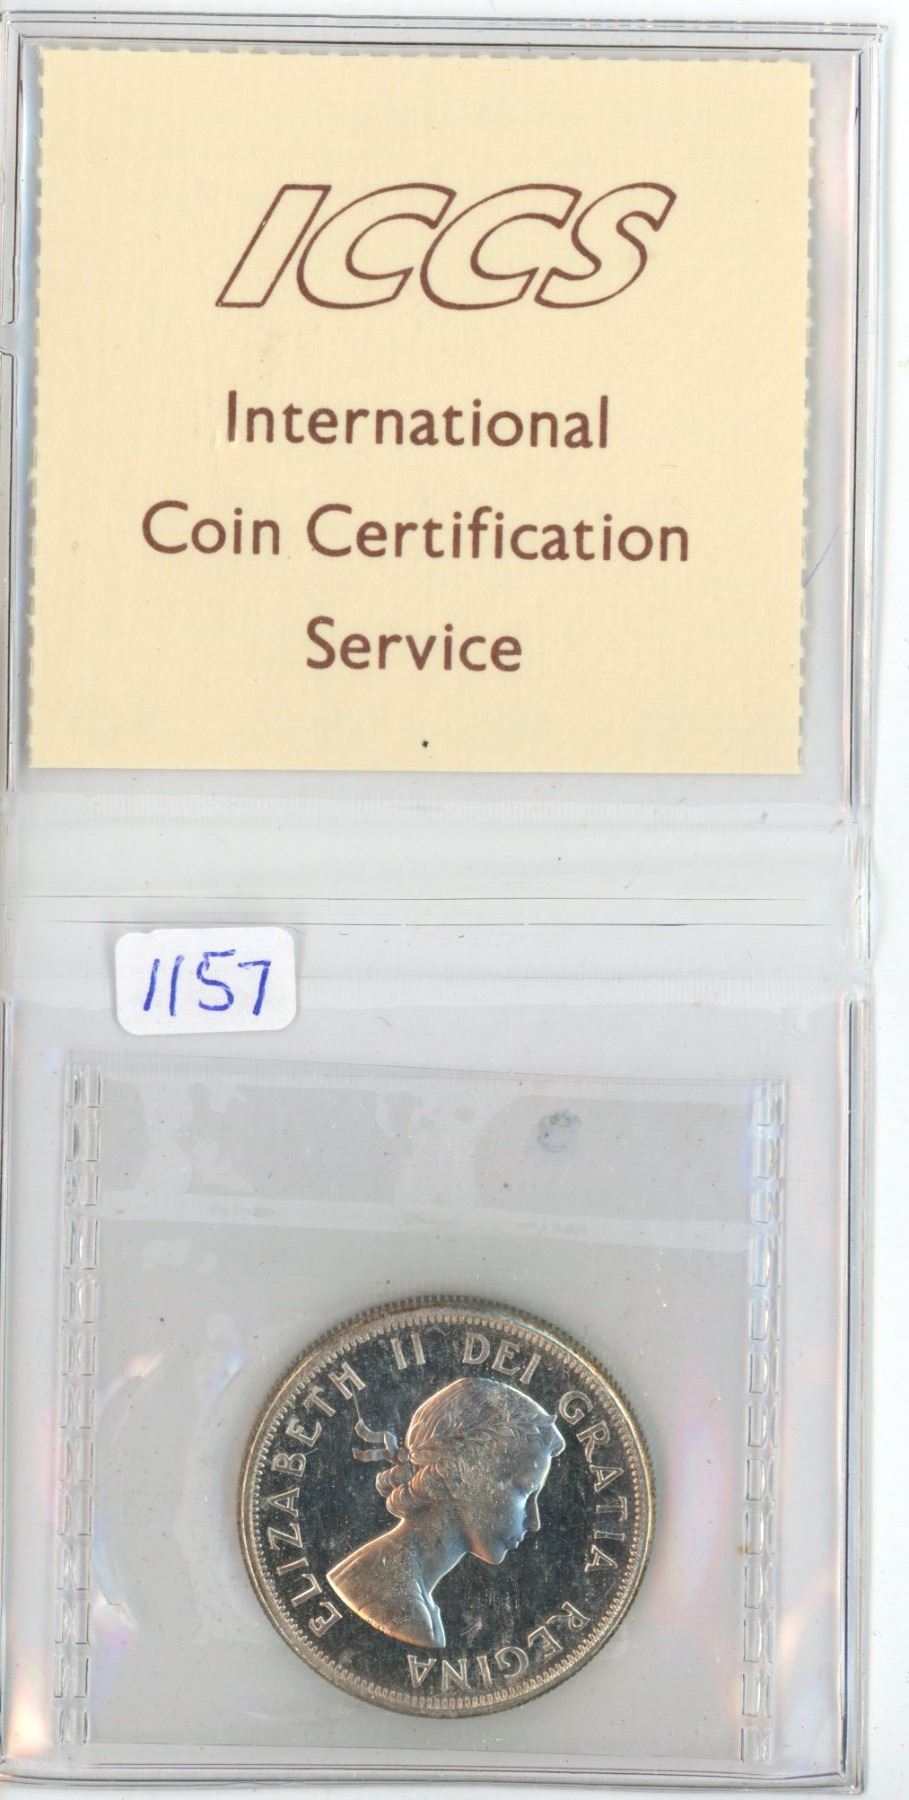 ICCS
International
Coin Certification
Service
1157
ELIZABETH II DEI GRATIA REGINA